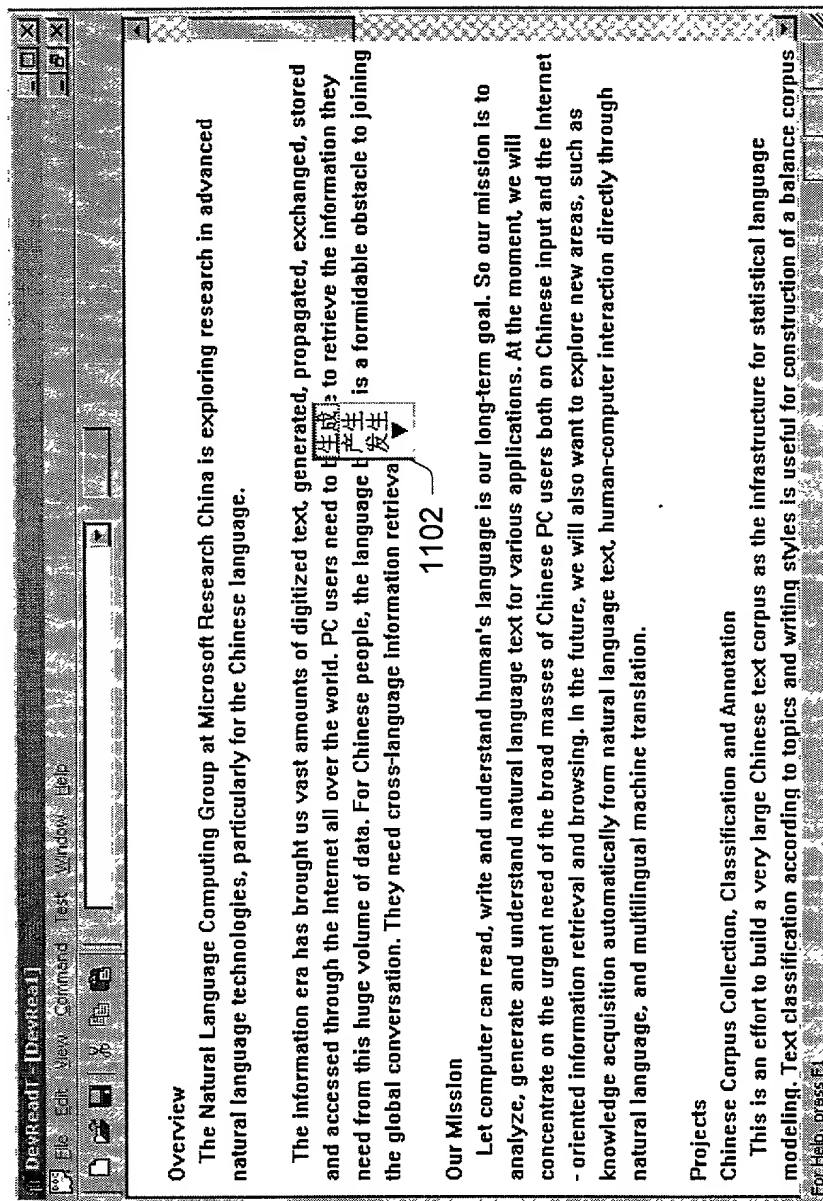 DevReadT - [DevRea1]
File Edit View Command Test Window Help
Overview
The Natural Language Computing Group at Microsoft Research China is exploring research in advanced
natural language technologies, particularly for the Chinese language.
The information era has brought us vast amounts of digitized text, generated, propagated, exchanged, stored
and accessed through the Internet all over the world. PC users need to b 生成 e to retrieve the information they
need from this huge volume of data. For Chinese people, the language b 产生 is a formidable obstacle to joining
the global conversation. They need cross-language information retrieva 发生
1102
Our Mission
Let computer can read, write and understand human's language is our long-term goal. So our mission is to
analyze, generate and understand natural language text for various applications. At the moment, we will
concentrate on the urgent need of the broad masses of Chinese PC users both on Chinese input and the Internet
- oriented information retrieval and browsing. In the future, we will also want to explore new areas, such as
knowledge acquisition automatically from natural language text, human-computer interaction directly through
natural language, and multilingual machine translation.
Projects
Chinese Corpus Collection, Classification and Annotation
This is an effort to build a very large Chinese text corpus as the infrastructure for statistical language
modeling. Text classification according to topics and writing styles is useful for construction of a balance corpus
For Help, press F1